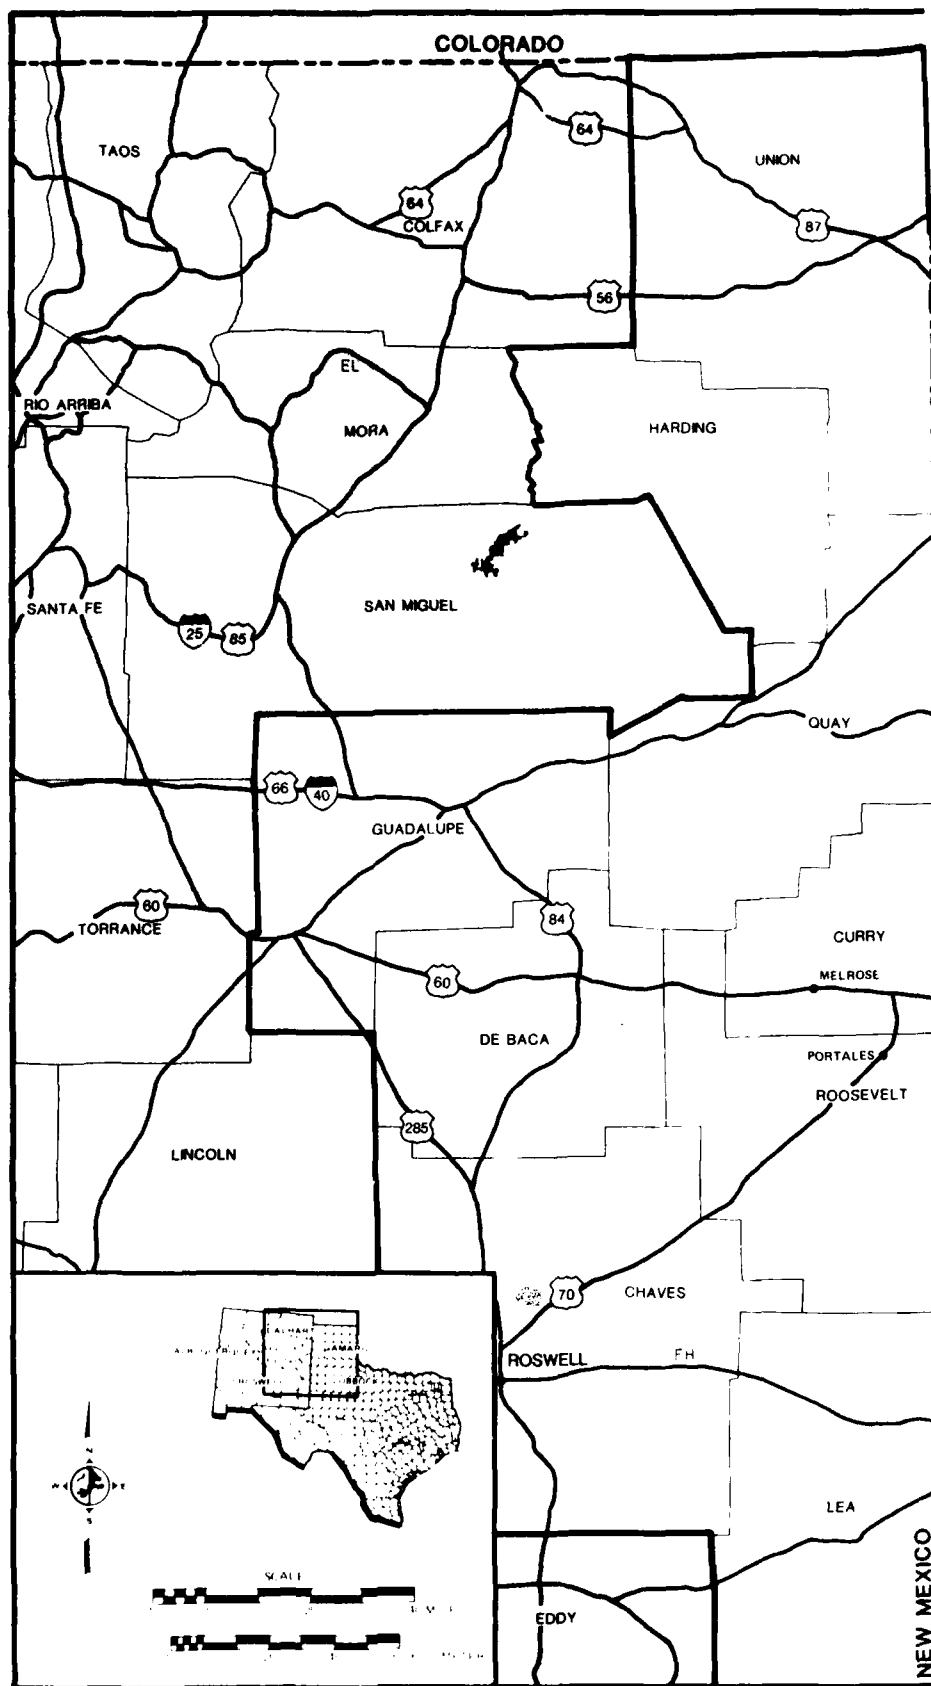 COLORADO
TAOS
64
UNION
64
COLFAX
87
56
EL
RIO ARRIBA
MORA
HARDING
SANTA FE
SAN MIGUEL
25
85
QUAY
66
40
GUADALUPE
60
84
TORRANCE
CURRY
60
MELROSE
DE BACA
PORTALES
ROOSEVELT
285
LINCOLN
70
CHAVES
ROSWELL
LEA
EDDY
NEW MEXICO
N
W
E
S
SCALE